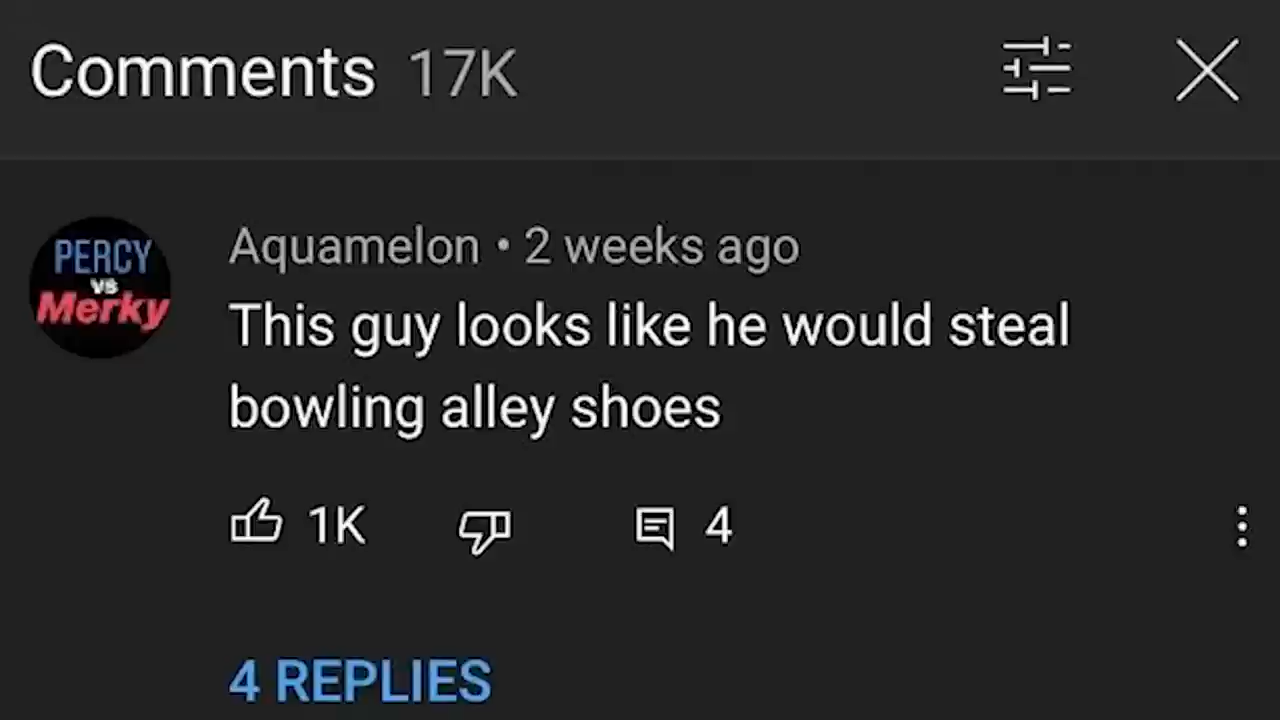 Comments 17K
PERCY
VS
Merky
Aquamelon • 2 weeks ago
This guy looks like he would steal
bowling alley shoes
1K 4
4 REPLIES